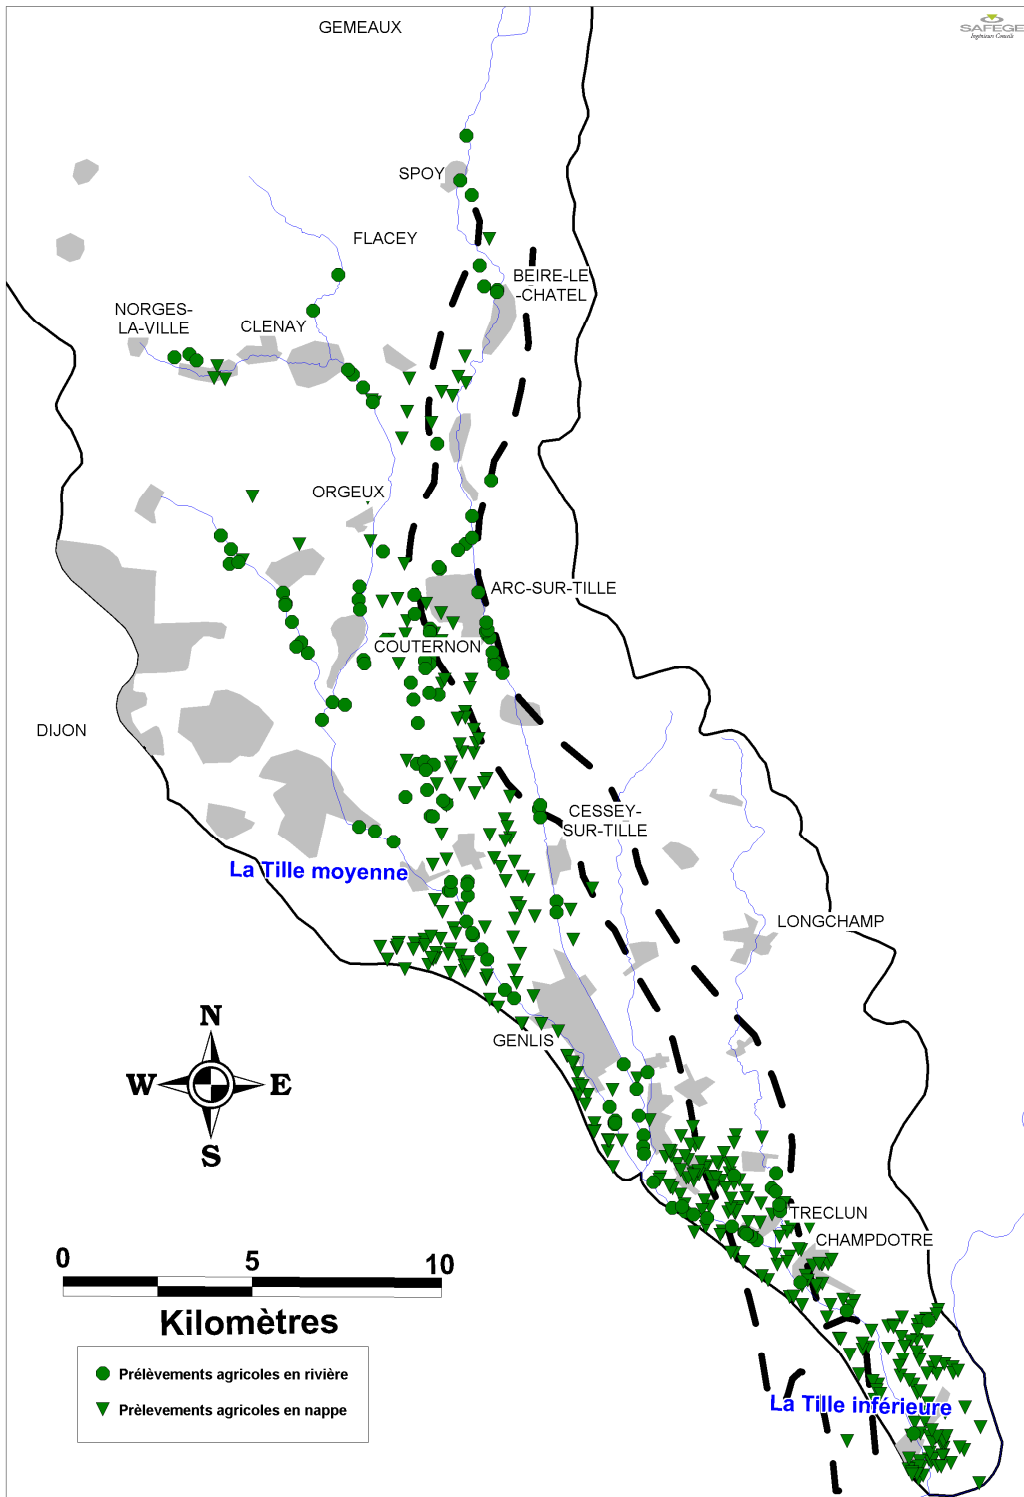 GEMEAUX
SAFEGE
Ingénieurs Conseils
SPOY
FLACEY
BEIRE-LE
-CHATEL
NORGES-
LA-VILLE
CLENAY
ORGEUX
ARC-SUR-TILLE
COUTERNON
DIJON
CESSEY-
SUR-TILLE
La Tille moyenne
LONGCHAMP
N
W
E
S
GENLIS
TRECLUN
CHAMPDOTRE
0
5
10
Kilomètres
Prélèvements agricoles en rivière
Prèlevements agricoles en nappe
La Tille inférieure